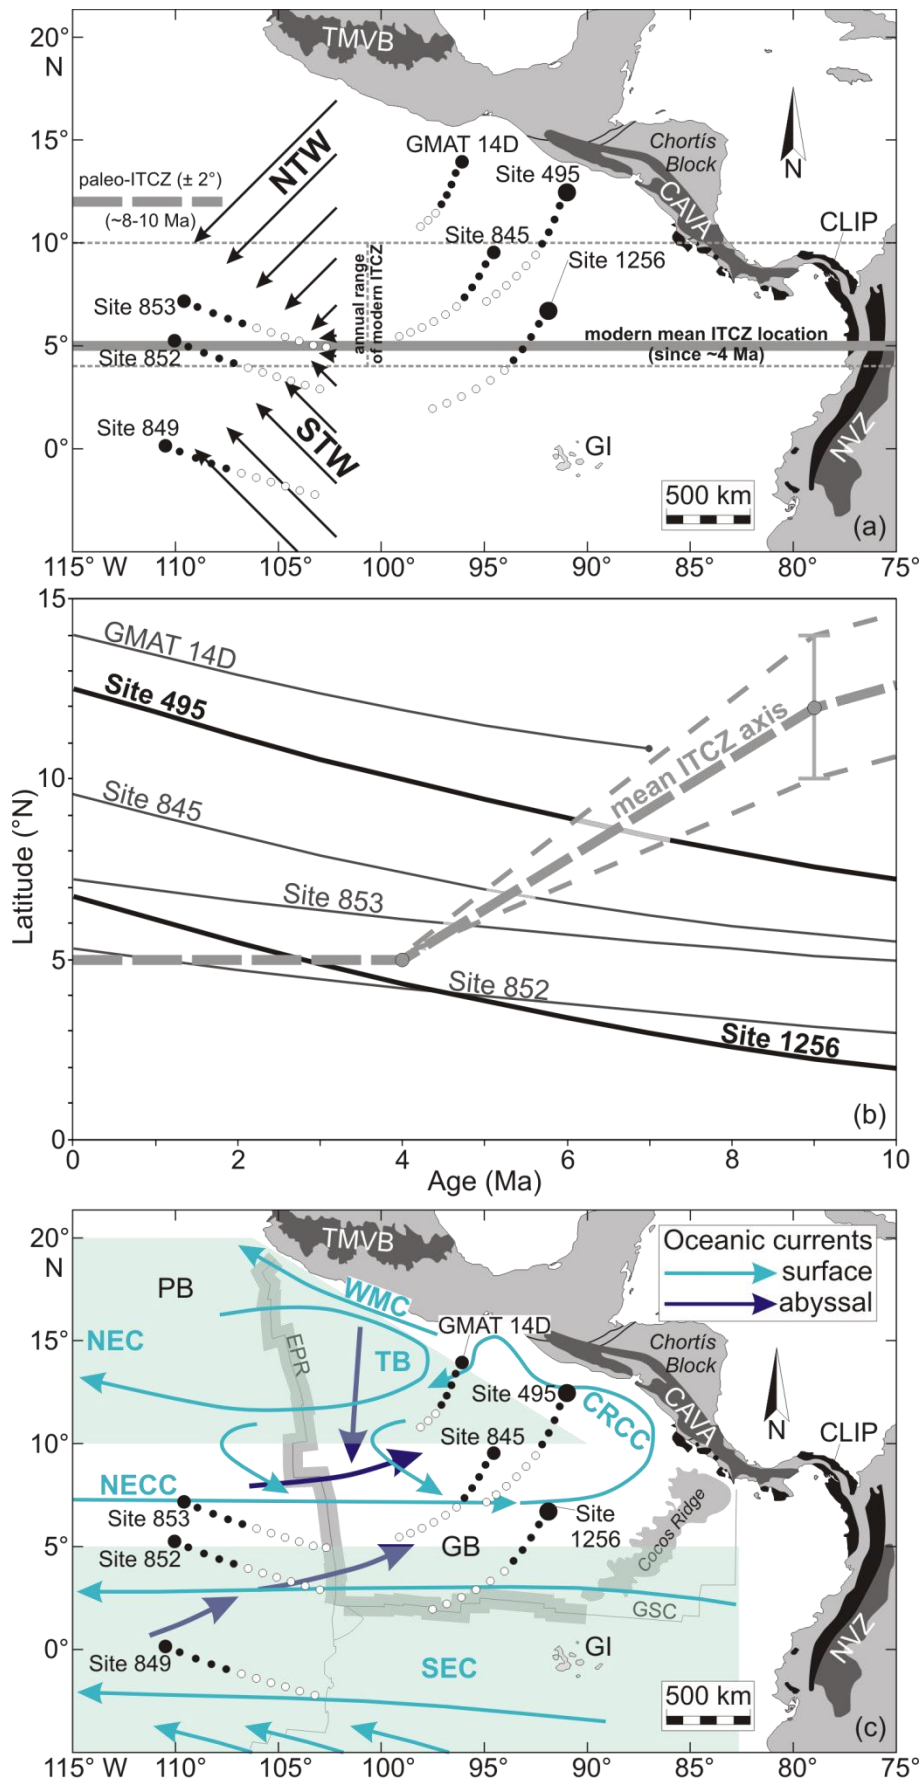 20°
N
TMVB
15°
GMAT 14D
Chortís
Block
N
NTW
Site 495
paleo-ITCZ (± 2°)
(~8-10 Ma)
CAVA
CLIP
10°
Site 845
Site 1256
annual range
of modern ITCZ
Site 853
modern mean ITCZ location
(since ~4 Ma)
5°
Site 852
Site 849
STW
0°
GI
NVZ
500 km
(a)
115° W 110° 105° 100° 95° 90° 85° 80° 75°
15
GMAT 14D
Site 495
mean ITCZ axis
10
Site 845
Latitude (°N)
Site 853
5
Site 852
Site 1256
0
(b)
0 2 4 6 8 10
Age (Ma)
20°
N
TMVB
Oceanic currents
surface
abyssal
PB
WMC
15°
NEC
EPR
TB
GMAT 14D
Chortís
Block
N
Site 495
CRCC
CAVA
CLIP
10°
Site 845
NECC
Site 853
Site
1256
Cocos Ridge
5°
Site 852
GB
GSC
0°
Site 849
SEC
GI
NVZ
500 km
(c)
115° W 110° 105° 100° 95° 90° 85° 80° 75°